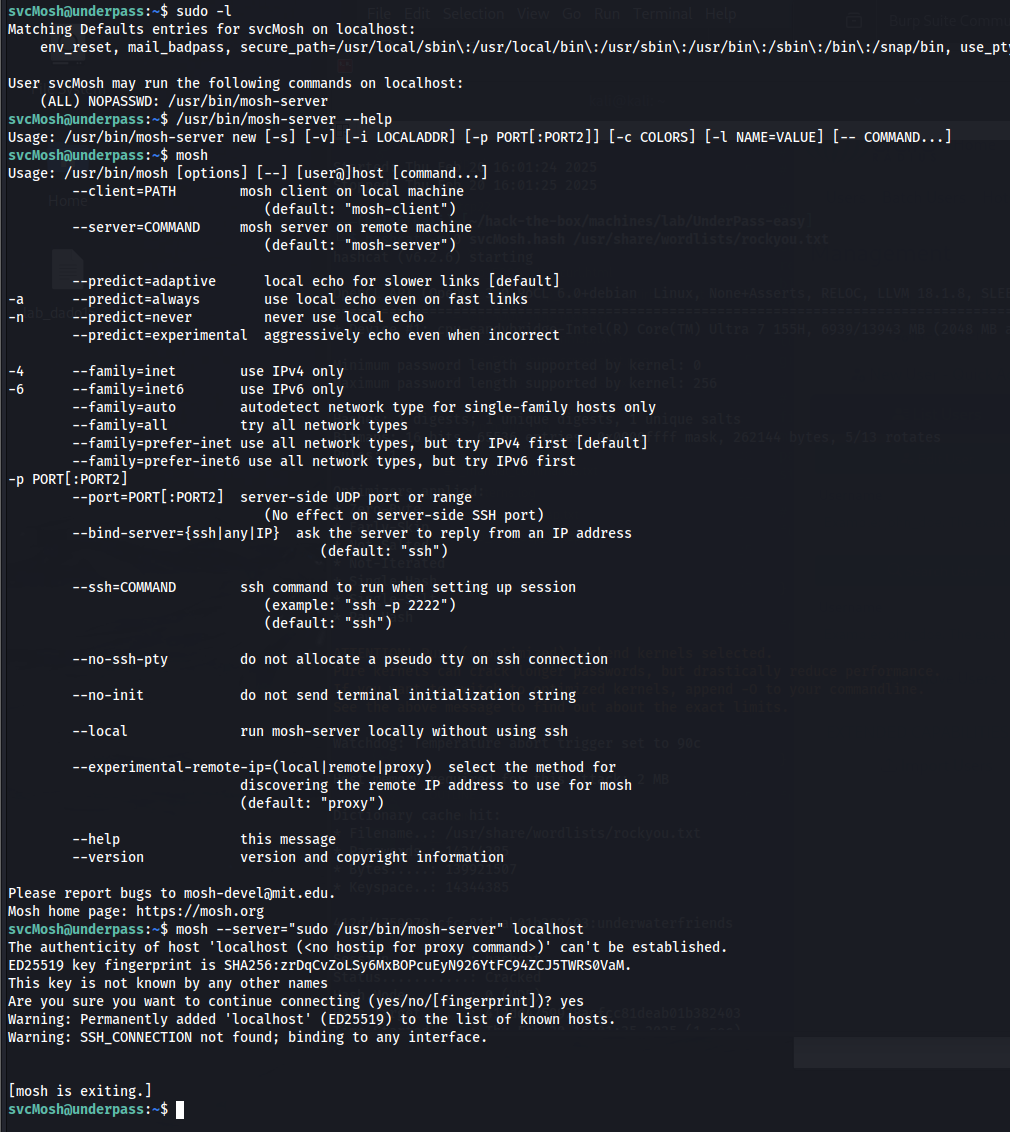 svcMosh@underpass:~$ sudo -l
Matching Defaults entries for svcMosh on localhost:
    env_reset, mail_badpass, secure_path=/usr/local/sbin\:/usr/local/bin\:/usr/sbin\:/usr/bin\:/sbin\:/bin\:/snap/bin, use_pty
User svcMosh may run the following commands on localhost:
    (ALL) NOPASSWD: /usr/bin/mosh-server
svcMosh@underpass:~$ /usr/bin/mosh-server --help
Usage: /usr/bin/mosh-server new [-s] [-v] [-i LOCALADDR] [-p PORT[:PORT2]] [-c COLORS] [-l NAME=VALUE] [-- COMMAND...]
svcMosh@underpass:~$ mosh
Usage: /usr/bin/mosh [options] [--] [user@]host [command...]
        --client=PATH        mosh client on local machine
                                (default: "mosh-client")
        --server=COMMAND     mosh server on remote machine
                                (default: "mosh-server")
        --predict=adaptive      local echo for slower links [default]
-a      --predict=always        use local echo even on fast links
-n      --predict=never         never use local echo
        --predict=experimental  aggressively echo even when incorrect
-4      --family=inet        use IPv4 only
-6      --family=inet6       use IPv6 only
        --family=auto        autodetect network type for single-family hosts only
        --family=all         try all network types
        --family=prefer-inet use all network types, but try IPv4 first [default]
        --family=prefer-inet6 use all network types, but try IPv6 first
-p PORT[:PORT2]
        --port=PORT[:PORT2]  server-side UDP port or range
                                (No effect on server-side SSH port)
        --bind-server={ssh|any|IP}  ask the server to reply from an IP address
                                       (default: "ssh")
        --ssh=COMMAND        ssh command to run when setting up session
                                (example: "ssh -p 2222")
                                (default: "ssh")
        --no-ssh-pty         do not allocate a pseudo tty on ssh connection
        --no-init            do not send terminal initialization string
        --local              run mosh-server locally without using ssh
        --experimental-remote-ip=(local|remote|proxy)  select the method for
                             discovering the remote IP address to use for mosh
                             (default: "proxy")
        --help               this message
        --version            version and copyright information
Please report bugs to mosh-devel@mit.edu.
Mosh home page: https://mosh.org
svcMosh@underpass:~$ mosh --server="sudo /usr/bin/mosh-server" localhost
The authenticity of host 'localhost (<no hostip for proxy command>)' can't be established.
ED25519 key fingerprint is SHA256:zrDqCvZoLSy6MxBOPcuEyN926YtFC94ZCJ5TWRS0VaM.
This key is not known by any other names
Are you sure you want to continue connecting (yes/no/[fingerprint])? yes
Warning: Permanently added 'localhost' (ED25519) to the list of known hosts.
Warning: SSH_CONNECTION not found; binding to any interface.
[mosh is exiting.]
svcMosh@underpass:~$